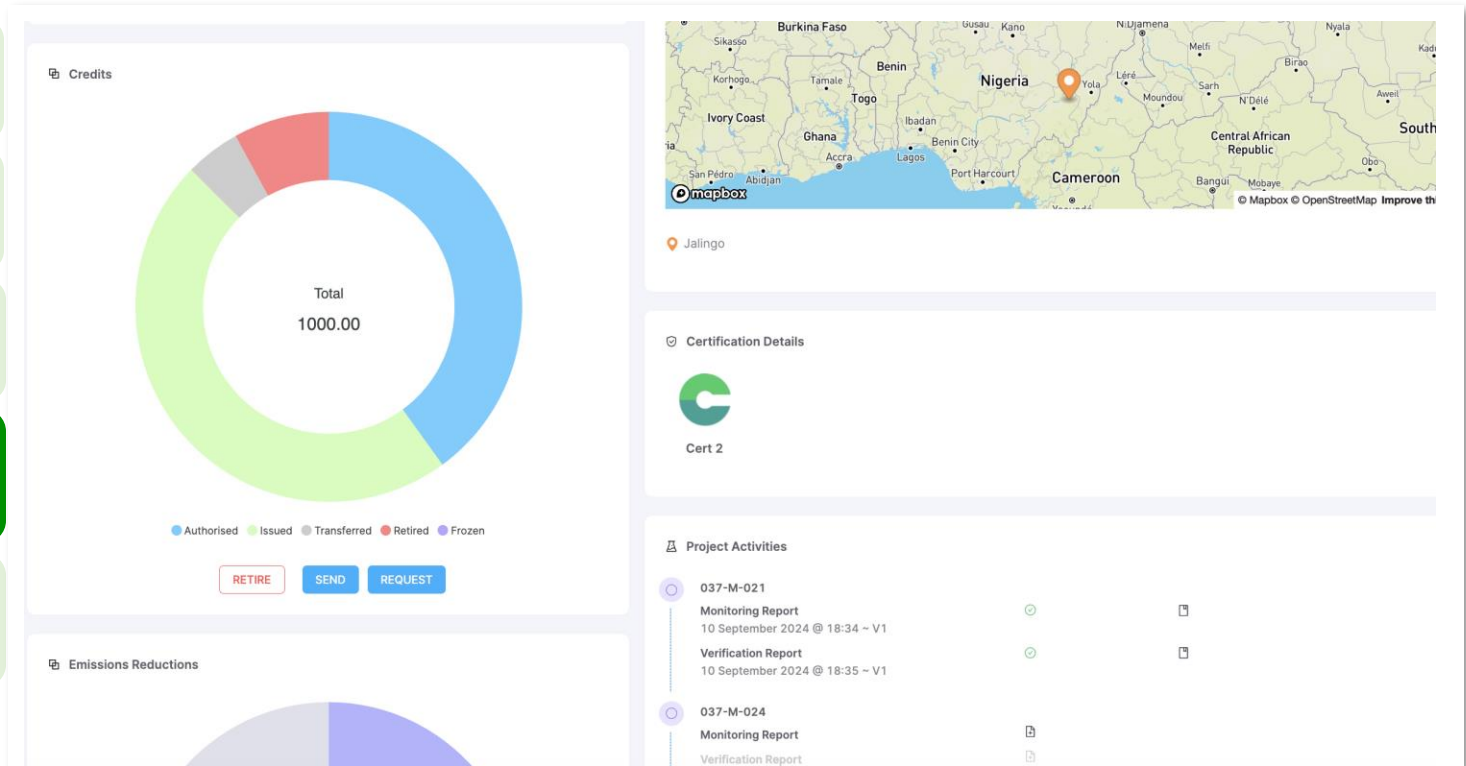 Credits
Total
1000.00
Authorised Issued Transferred Retired Frozen
RETIRE SEND REQUEST
Emissions Reductions
Burkina Faso
Gusau
Kano
N'Djamena
Nyala
Sikasso
Melfi
Kadu
Birao
Korhogo
Tamale
Benin
Nigeria
Yola
Léré
Sarh
Moundou
N'Délé
Aweil
Togo
Ivory Coast
Ghana
Ibadan
Benin City
Central African
Republic
South
Accra
Lagos
Obo
San Pédro
Abidjan
Port Harcourt
Cameroon
Bangui
Mobaye
mapbox
© Mapbox © OpenStreetMap Improve thi
Jalingo
Certification Details
Cert 2
Project Activities
037-M-021
Monitoring Report
10 September 2024 @ 18:34 ~ V1
Verification Report
10 September 2024 @ 18:35 ~ V1
037-M-024
Monitoring Report
Verification Report